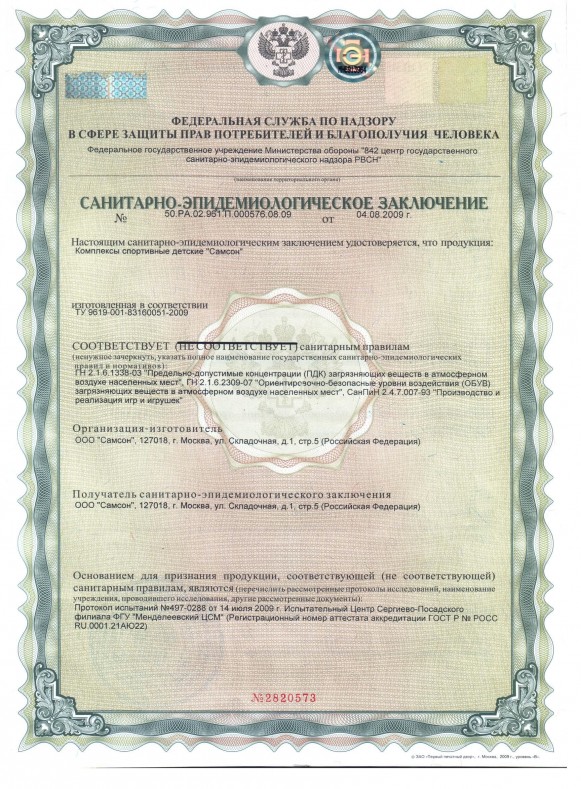 ФЕДЕРАЛЬНАЯ СЛУЖБА ПО НАДЗОРУ
В СФЕРЕ ЗАЩИТЫ ПРАВ ПОТРЕБИТЕЛЕЙ И БЛАГОПОЛУЧИЯ ЧЕЛОВЕКА
Федеральное государственное учреждение Министерства обороны "842 центр государственного
санитарно-эпидемиологического надзора РВСН"
(наименование территориального органа)
САНИТАРНО-ЭПИДЕМИОЛОГИЧЕСКОЕ ЗАКЛЮЧЕНИЕ
№ 50.РА.02.951.П.000576.08.09 от 04.08.2009 г.
Настоящим санитарно-эпидемиологическим заключением удостоверяется, что продукция:
Комплексы спортивные детские "Самсон"
изготовленная в соответствии
ТУ 9619-001-83160051-2009
СООТВЕТСТВУЕТ (НЕ СООТВЕТСТВУЕТ) санитарным правилам
(ненужное зачеркнуть, указать полное наименование государственных санитарно-эпидемиологических
правил и нормативов):
ГН 2.1.6.1338-03 "Предельно-допустимые концентрации (ПДК) загрязняющих веществ в атмосферном
воздухе населенных мест", ГН 2.1.6.2309-07 "Ориентировочно-безопасные уровни воздействия (ОБУВ)
загрязняющих веществ в атмосферном воздухе населенных мест", СанПиН 2.4.7.007-93 "Производство и
реализация игр и игрушек"
Организация-изготовитель
ООО "Самсон", 127018, г. Москва, ул. Складочная, д.1, стр.5 (Российская Федерация)
Получатель санитарно-эпидемиологического заключения
ООО "Самсон", 127018, г. Москва, ул. Складочная, д.1, стр.5 (Российская Федерация)
Основанием для признания продукции, соответствующей (не соответствующей)
санитарным правилам, являются (перечислить рассмотренные протоколы исследований, наименование
учреждения, проводившего исследования, другие рассмотренные документы):
Протокол испытаний №497-0288 от 14 июля 2009 г. Испытательный Центр Сергиево-Посадского
филиала ФГУ "Менделеевский ЦСМ" (Регистрационный номер аттестата аккредитации ГОСТ Р № РОСС
RU.0001.21АЮ22)
№2820573
© ЗАО «Первый печатный двор», г. Москва, 2009 г., уровень «В».